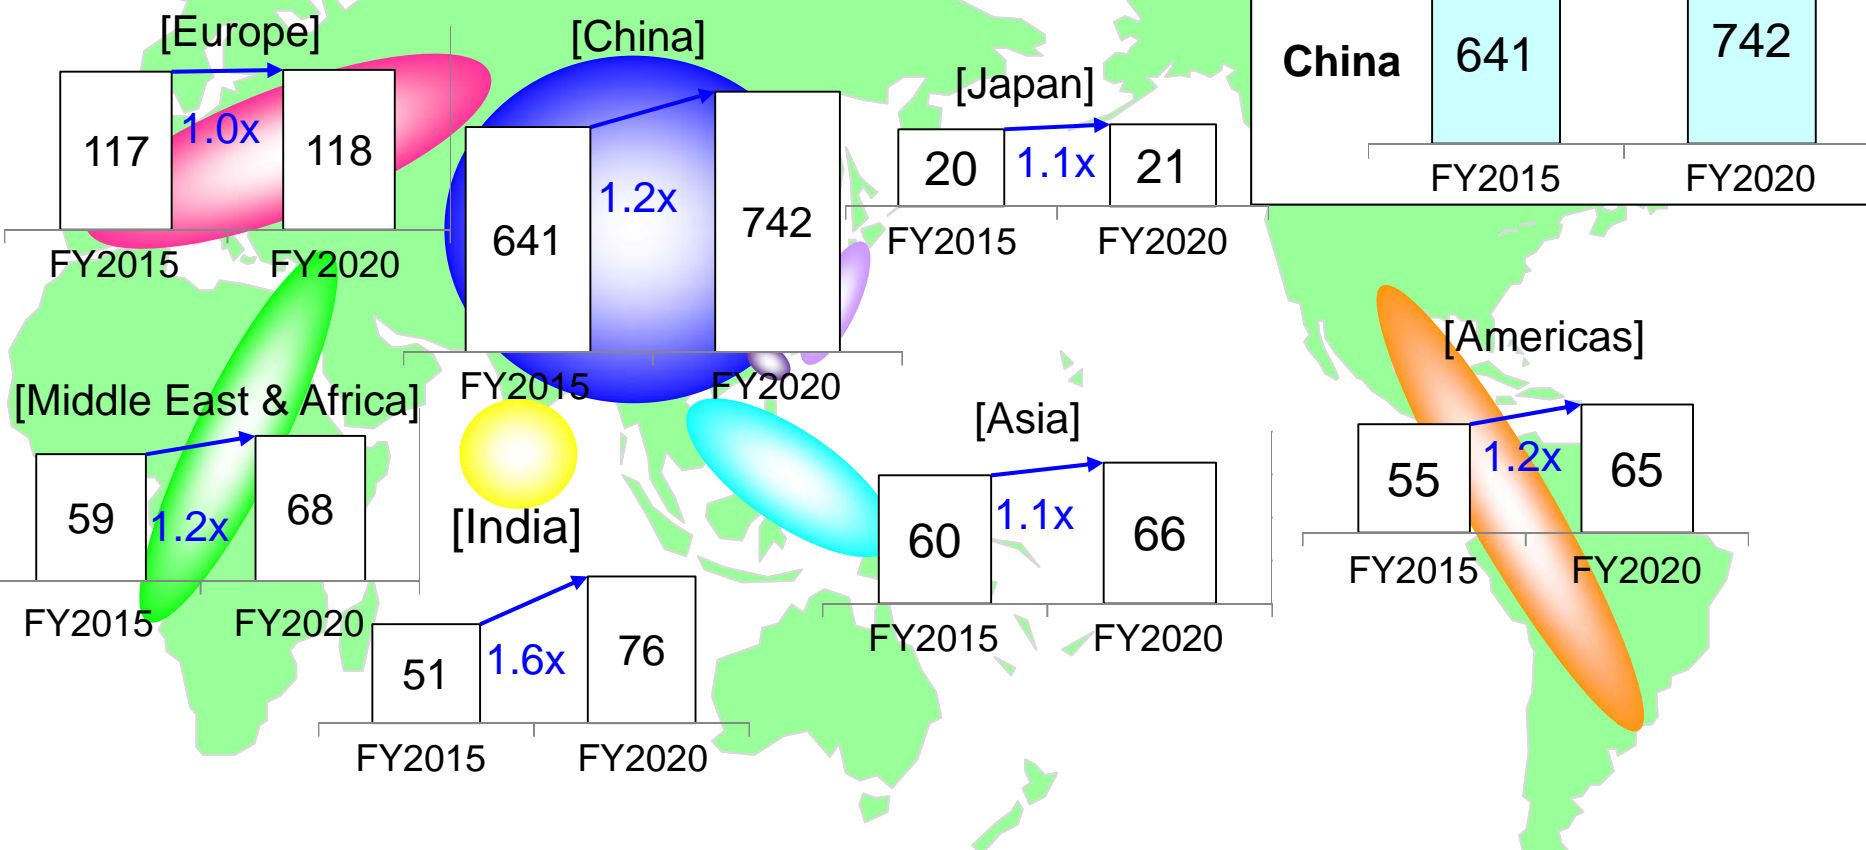 [Europe]
117
1.0x
118
FY2015
FY2020
[China]
641
1.2x
742
FY2015
FY2020
[Japan]
20
1.1x
21
FY2015
FY2020
China
641
742
FY2015
FY2020
[Middle East & Africa]
59
1.2x
68
FY2015
FY2020
[India]
51
1.6x
76
FY2015
FY2020
[Asia]
60
1.1x
66
FY2015
FY2020
[Americas]
55
1.2x
65
FY2015
FY2020